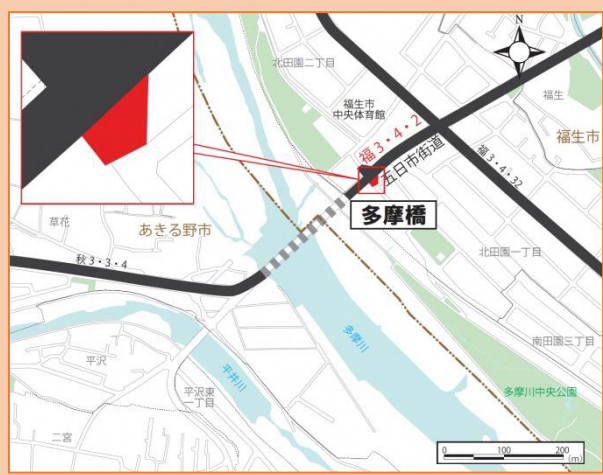 N
北田園二丁目
福生市
中央体育館
福3・4・2
五日市街道
福生
福生市
福3・4・32
多摩橋
草花
あきる野市
秋3・3・4
北田園一丁目
南田園三丁目
多摩川
平井川
平沢
平沢東
一丁目
二宮
多摩川中央公園
0 100 200
(m)